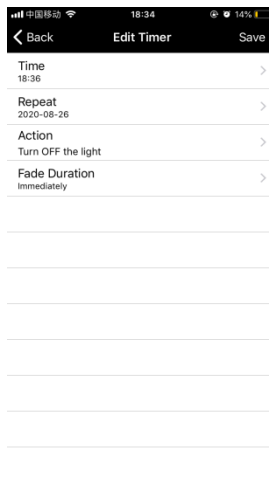 中国移动 18:34 14%
Back Edit Timer Save
Time
18:36
Repeat
2020-08-26
Action
Turn OFF the light
Fade Duration
Immediately